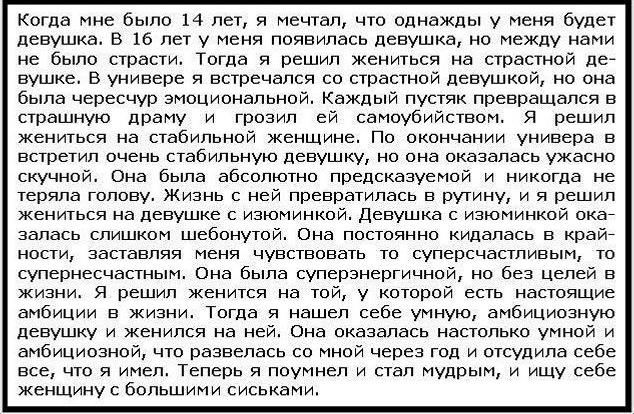 Когда мне было 14 лет, я мечтал, что однажды у меня будет
девушка. В 16 лет у меня появилась девушка, но между нами
не было страсти. Тогда я решил жениться на страстной де-
вушке. В универе я встречался со страстной девушкой, но она
была чересчур эмоциональной. Каждый пустяк превращался в
страшную драму и грозил ей самоубийством. Я решил
жениться на стабильной женщине. По окончании универа в
встретил очень стабильную девушку, но она оказалась ужасно
скучной. Она была абсолютно предсказуемой и никогда не
теряла голову. Жизнь с ней превратилась в рутину, и я решил
жениться на девушке с изюминкой. Девушка с изюминкой ока-
залась слишком шебонутой. Она постоянно кидалась в край-
ности, заставляя меня чувствовать то суперсчастливым, то
супернесчастным. Она была суперэнергичной, но без целей в
жизни. Я решил женится на той, у которой есть настоящие
амбиции в жизни. Тогда я нашел себе умную, амбициозную
девушку и женился на ней. Она оказалась настолько умной и
амбициозной, что развелась со мной через год и отсудила себе
все, что я имел. Теперь я поумнел и стал мудрым, и ищу себе
женщину с большими сиськами.